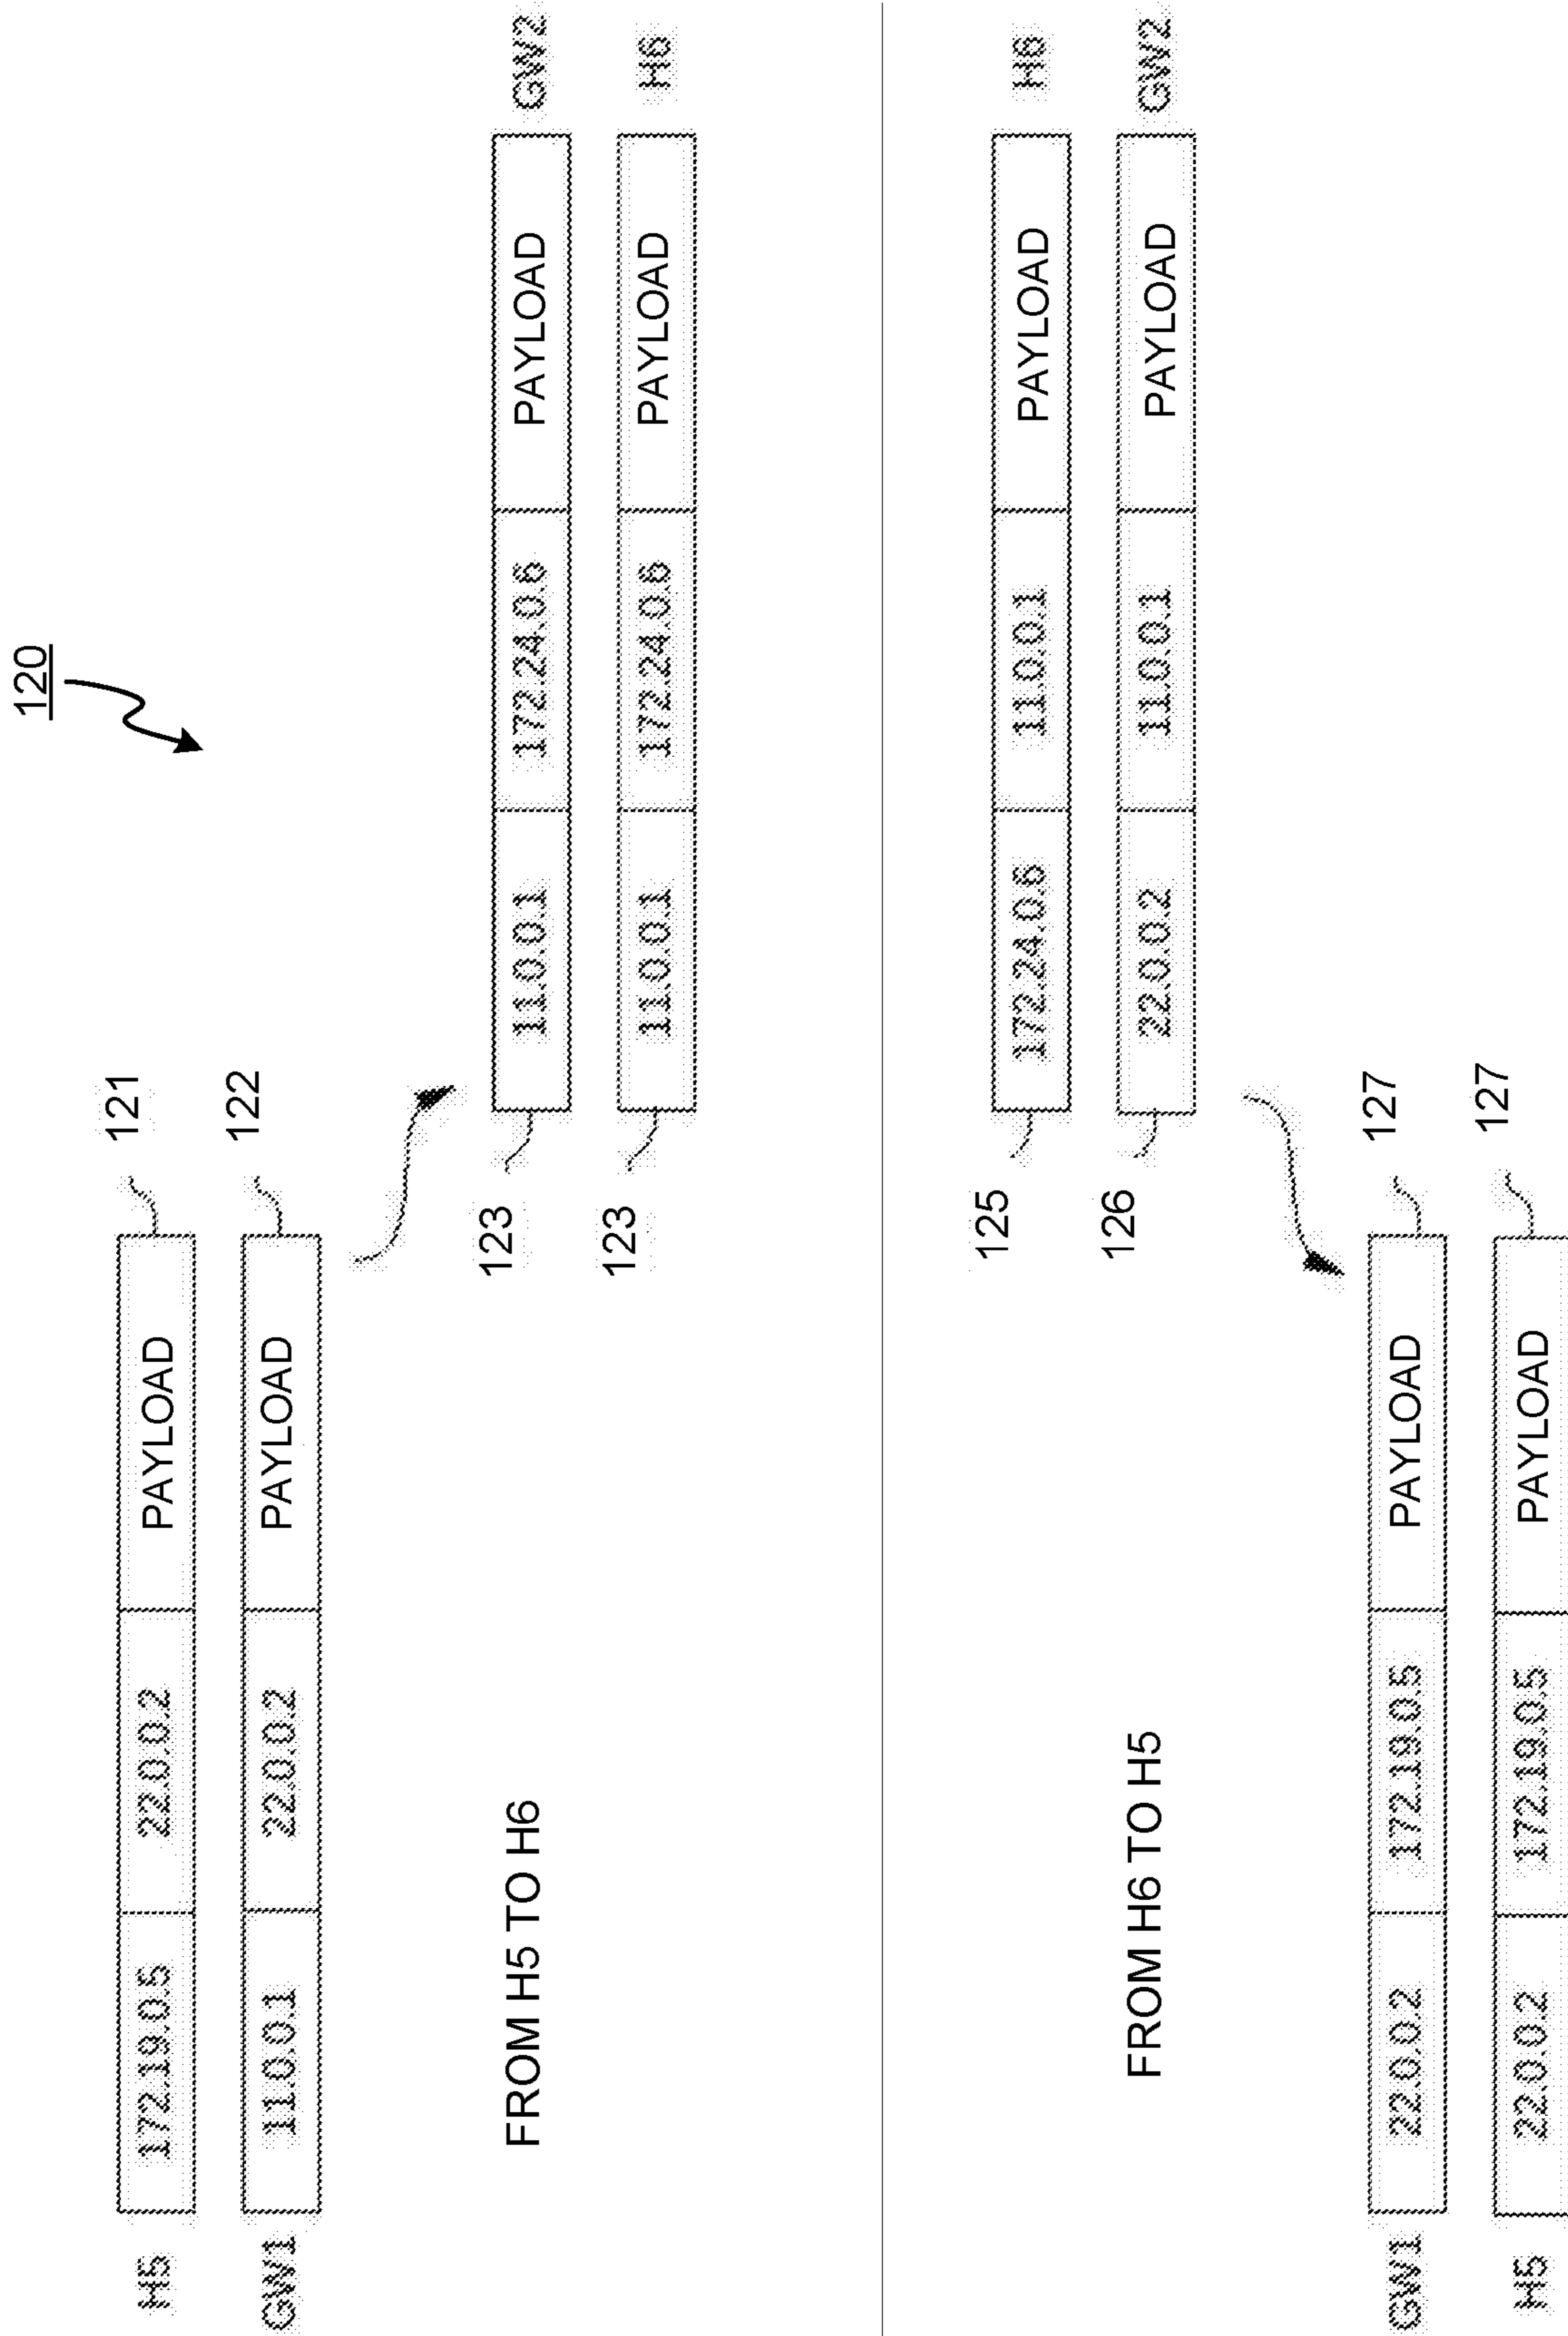 120
H5 172.19.0.5 22.0.0.2 PAYLOAD 121
GW1 11.0.0.1 22.0.0.2 PAYLOAD 122
123 11.0.0.1 172.24.0.6 PAYLOAD GW2
FROM H5 TO H6
123 11.0.0.1 172.24.0.6 PAYLOAD H6
125 172.24.0.6 11.0.0.1 PAYLOAD H6
126 22.0.0.2 11.0.0.1 PAYLOAD GW2
FROM H6 TO H5
GW1 22.0.0.2 172.19.0.5 PAYLOAD 127
H5 22.0.0.2 172.19.0.5 PAYLOAD 127